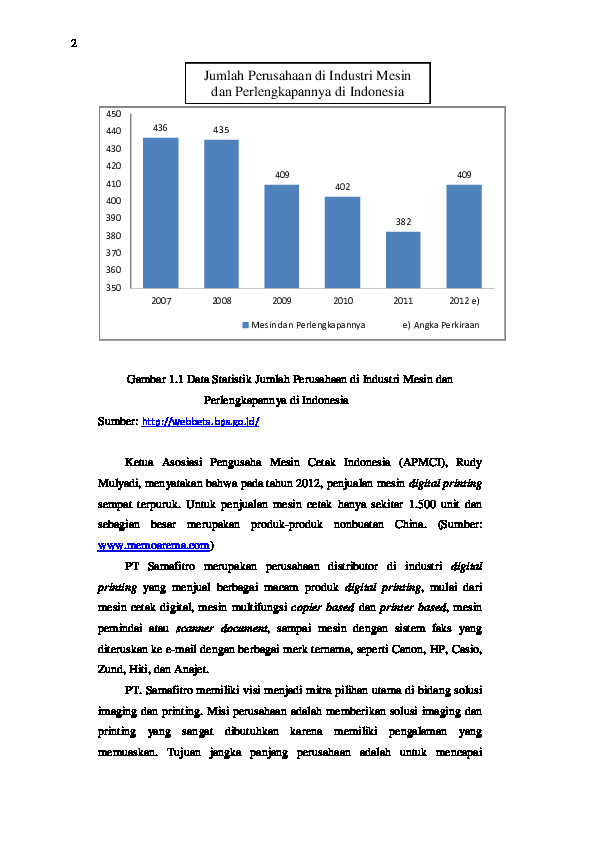 2
Jumlah Perusahaan di Industri Mesin
dan Perlengkapannya di Indonesia
450
440
430
420
410
400
390
380
370
360
350
436
435
409
402
382
409
2007
2008
2009
2010
2011
2012 e)
Mesin dan Perlengkapannya
e) Angka Perkiraan
Gambar 1.1 Data Statistik Jumlah Perusahaan di Industri Mesin dan
Perlengkapannya di Indonesia
Sumber: http://webbeta.bps.go.id/
Ketua Asosiasi Pengusaha Mesin Cetak Indonesia (APMCI), Rudy
Mulyadi, menyatakan bahwa pada tahun 2012, penjualan mesin digital printing
sempat terpuruk. Untuk penjualan mesin cetak hanya sekitar 1.500 unit dan
sebagian besar merupakan produk-produk nonbuatan China. (Sumber:
www.memoarema.com)
PT Samafitro merupakan perusahaan distributor di industri digital
printing yang menjual berbagai macam produk digital printing, mulai dari
mesin cetak digital, mesin multifungsi copier based dan printer based, mesin
pemindai atau scanner document, sampai mesin dengan sistem faks yang
diteruskan ke e-mail dengan berbagai merk ternama, seperti Canon, HP, Casio,
Zund, Hiti, dan Anajet.
PT. Samafitro memiliki visi menjadi mitra pilihan utama di bidang solusi
imaging dan printing. Misi perusahaan adalah memberikan solusi imaging dan
printing yang sangat dibutuhkan karena memiliki pengalaman yang
memuaskan. Tujuan jangka panjang perusahaan adalah untuk mencapai